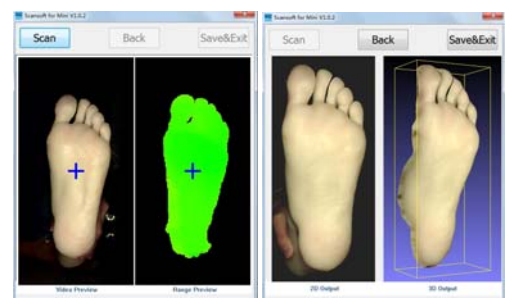 Scansoft for Mini V1.0.2
Scan Back Save&Exit
Video Preview Range Preview
Scansoft for Mini V1.0.2
Scan Back Save&Exit
2D Output 3D Output